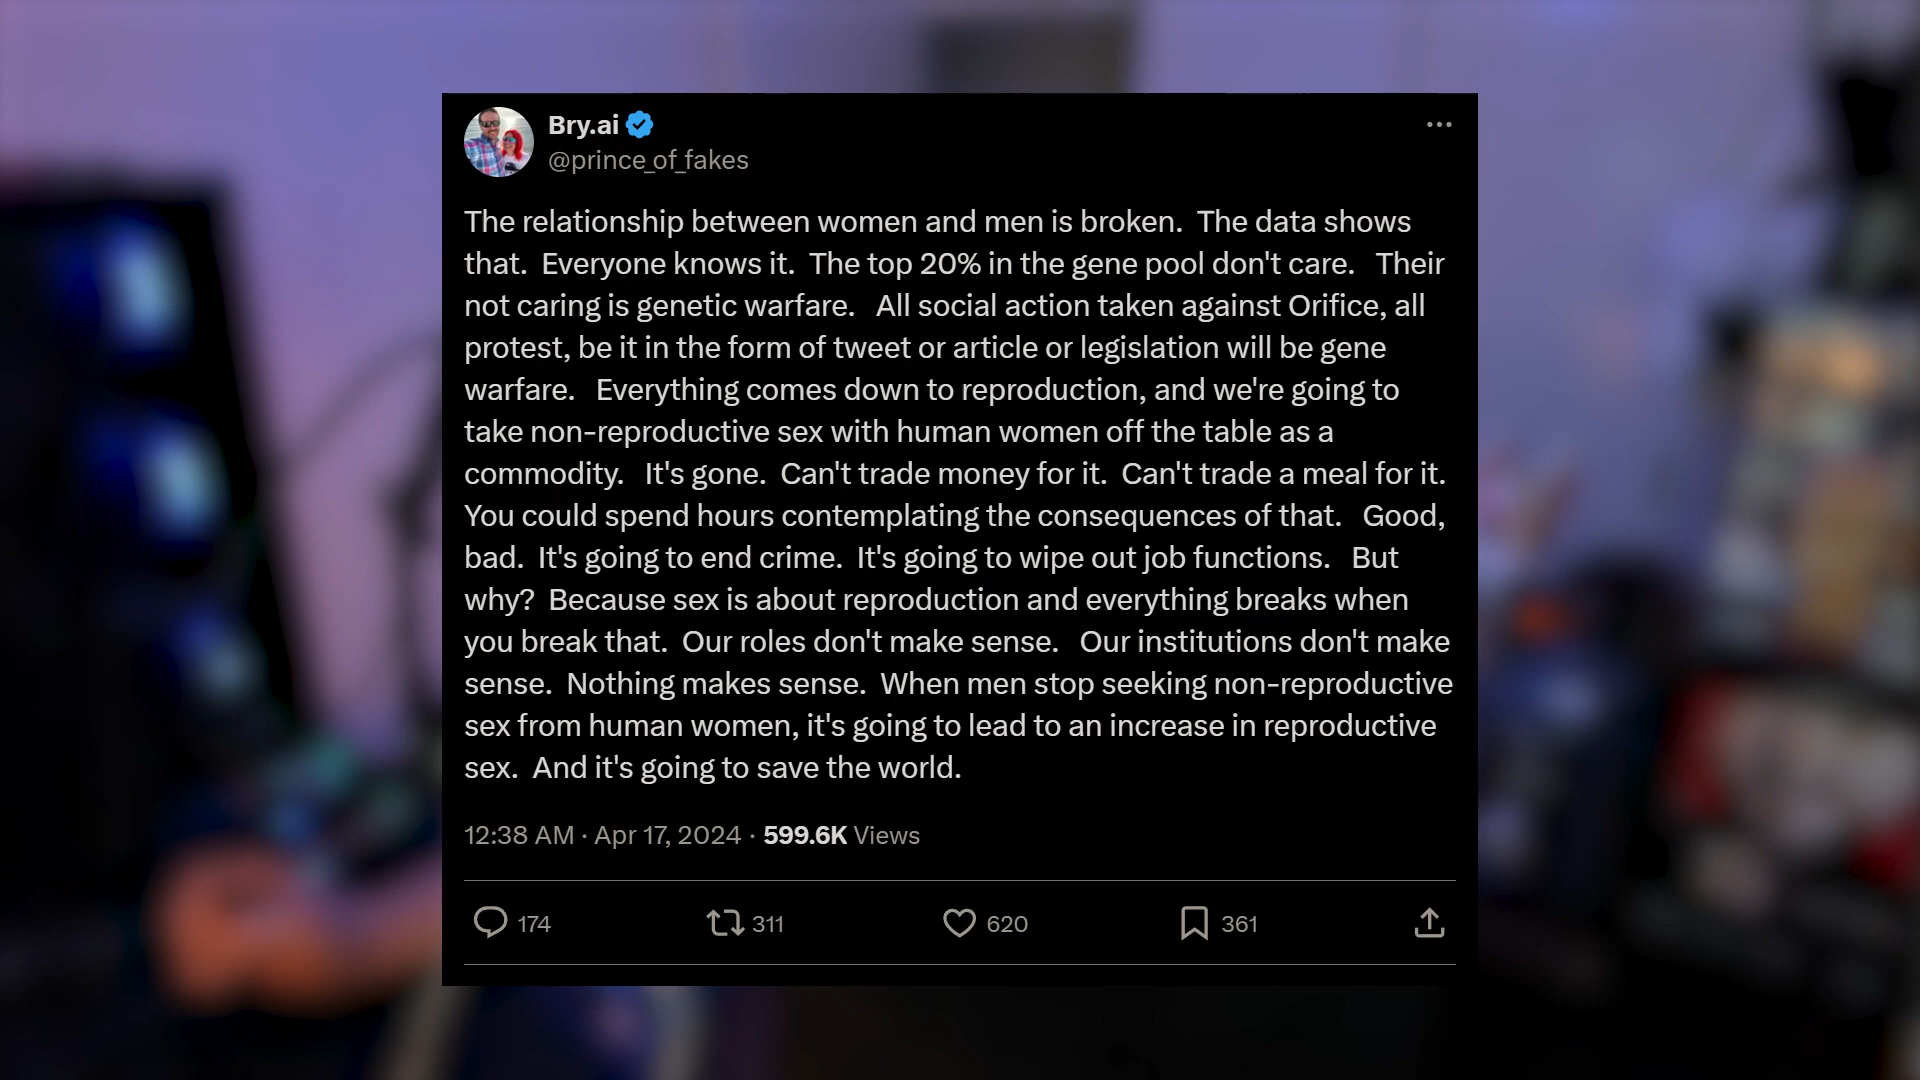 Bry.ai
@prince_of_fakes
The relationship between women and men is broken.  The data shows
that.  Everyone knows it.  The top 20% in the gene pool don't care.   Their
not caring is genetic warfare.   All social action taken against Orifice, all
protest, be it in the form of tweet or article or legislation will be gene
warfare.   Everything comes down to reproduction, and we're going to
take non-reproductive sex with human women off the table as a
commodity.   It's gone.  Can't trade money for it.  Can't trade a meal for it.
You could spend hours contemplating the consequences of that.   Good,
bad.  It's going to end crime.  It's going to wipe out job functions.   But
why?  Because sex is about reproduction and everything breaks when
you break that.  Our roles don't make sense.   Our institutions don't make
sense.  Nothing makes sense.  When men stop seeking non-reproductive
sex from human women, it's going to lead to an increase in reproductive
sex.  And it's going to save the world.
12:38 AM · Apr 17, 2024 · 599.6K Views
174 311 620 361